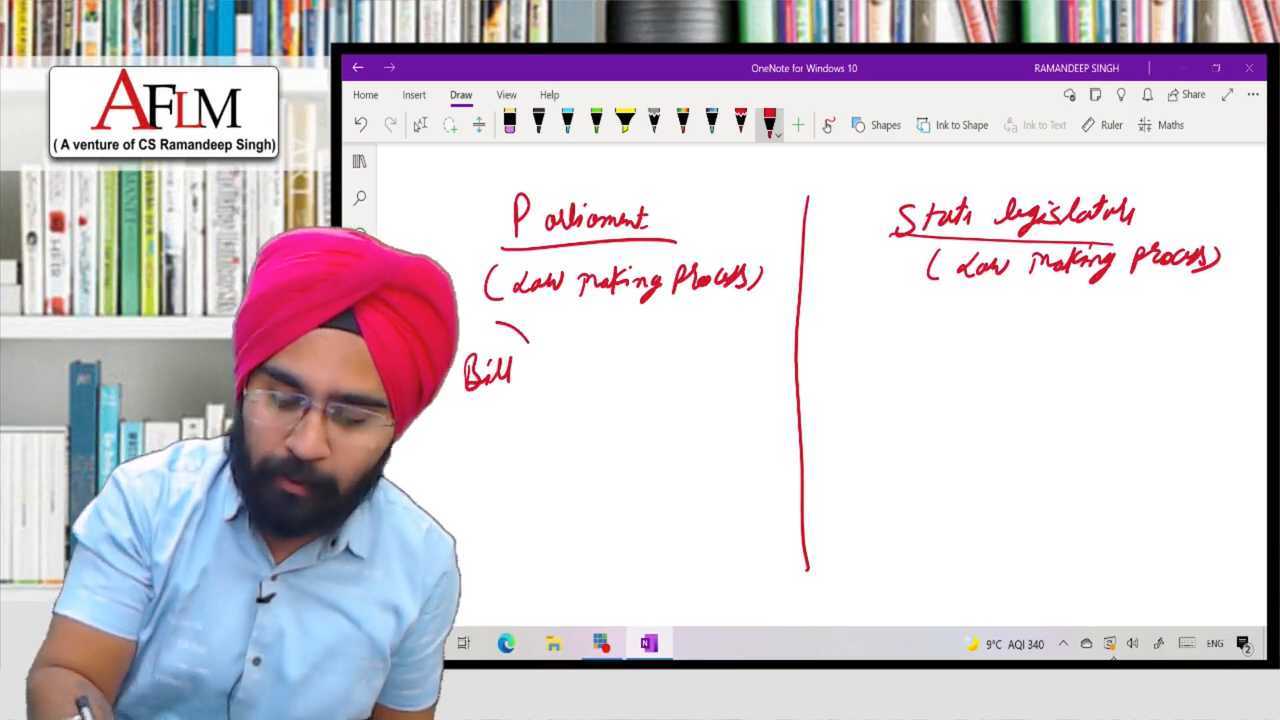 AFLM
( A venture of CS Ramandeep Singh)
OneNote for Windows 10
RAMANDEEP SINGH
Home Insert Draw View Help
Share
Shapes Ink to Shape Ink to Text Ruler Maths
Parliament
(Law making Process)
Bill
State legislature
(Law making Process)
9°C AQI 340
ENG
2